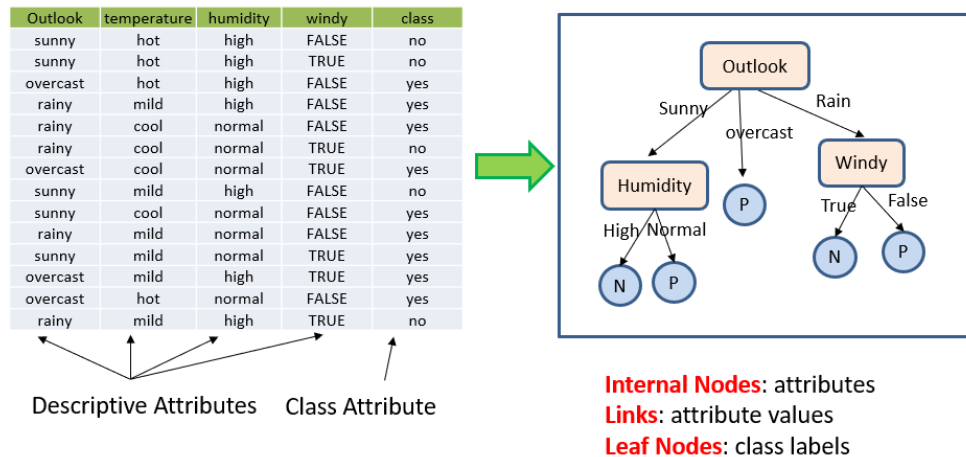 Outlook temperature humidity windy class
sunny hot high FALSE no
sunny hot high TRUE no
overcast hot high FALSE yes
rainy mild high FALSE yes
rainy cool normal FALSE yes
rainy cool normal TRUE no
overcast cool normal TRUE yes
sunny mild high FALSE no
sunny cool normal FALSE yes
rainy mild normal FALSE yes
sunny mild normal TRUE yes
overcast mild high TRUE yes
overcast hot normal FALSE yes
rainy mild high TRUE no
Descriptive Attributes Class Attribute
Outlook
Sunny overcast Rain
Humidity P Windy
High Normal True False
N P N P
Internal Nodes: attributes
Links: attribute values
Leaf Nodes: class labels